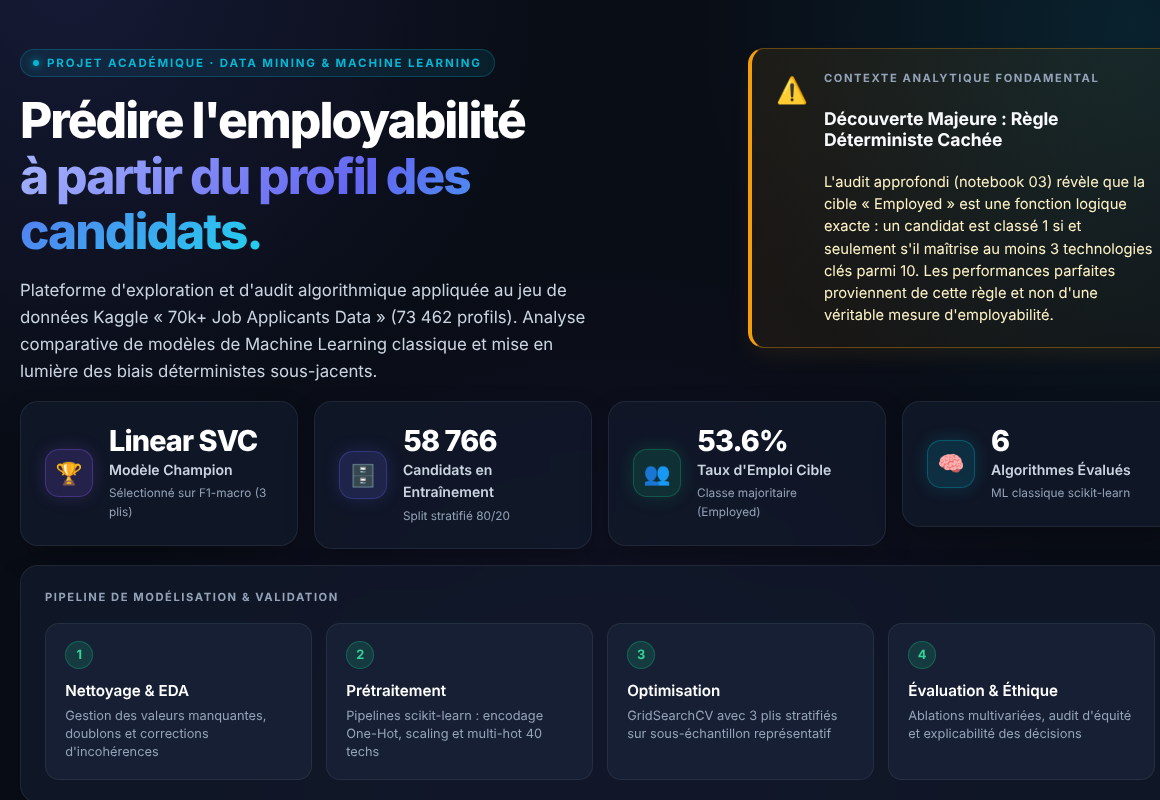 PROJET ACADÉMIQUE · DATA MINING & MACHINE LEARNING
Prédire l'employabilité
à partir du profil des
candidats.
Plateforme d'exploration et d'audit algorithmique appliquée au jeu de
données Kaggle « 70k+ Job Applicants Data » (73 462 profils). Analyse
comparative de modèles de Machine Learning classique et mise en
lumière des biais déterministes sous-jacents.
CONTEXTE ANALYTIQUE FONDAMENTAL
Découverte Majeure : Règle
Déterministe Cachée
L'audit approfondi (notebook 03) révèle que la
cible « Employed » est une fonction logique
exacte : un candidat est classé 1 si et
seulement s'il maîtrise au moins 3 technologies
clés parmi 10. Les performances parfaites
proviennent de cette règle et non d'une
véritable mesure d'employabilité.
Linear SVC
Modèle Champion
Sélectionné sur F1-macro (3
plis)
58 766
Candidats en
Entraînement
Split stratifié 80/20
53.6%
Taux d'Emploi Cible
Classe majoritaire
(Employed)
6
Algorithmes Évalués
ML classique scikit-learn
PIPELINE DE MODÉLISATION & VALIDATION
1
Nettoyage & EDA
Gestion des valeurs manquantes,
doublons et corrections
d'incohérences
2
Prétraitement
Pipelines scikit-learn : encodage
One-Hot, scaling et multi-hot 40
techs
3
Optimisation
GridSearchCV avec 3 plis stratifiés
sur sous-échantillon représentatif
4
Évaluation & Éthique
Ablations multivariées, audit d'équité
et explicabilité des décisions